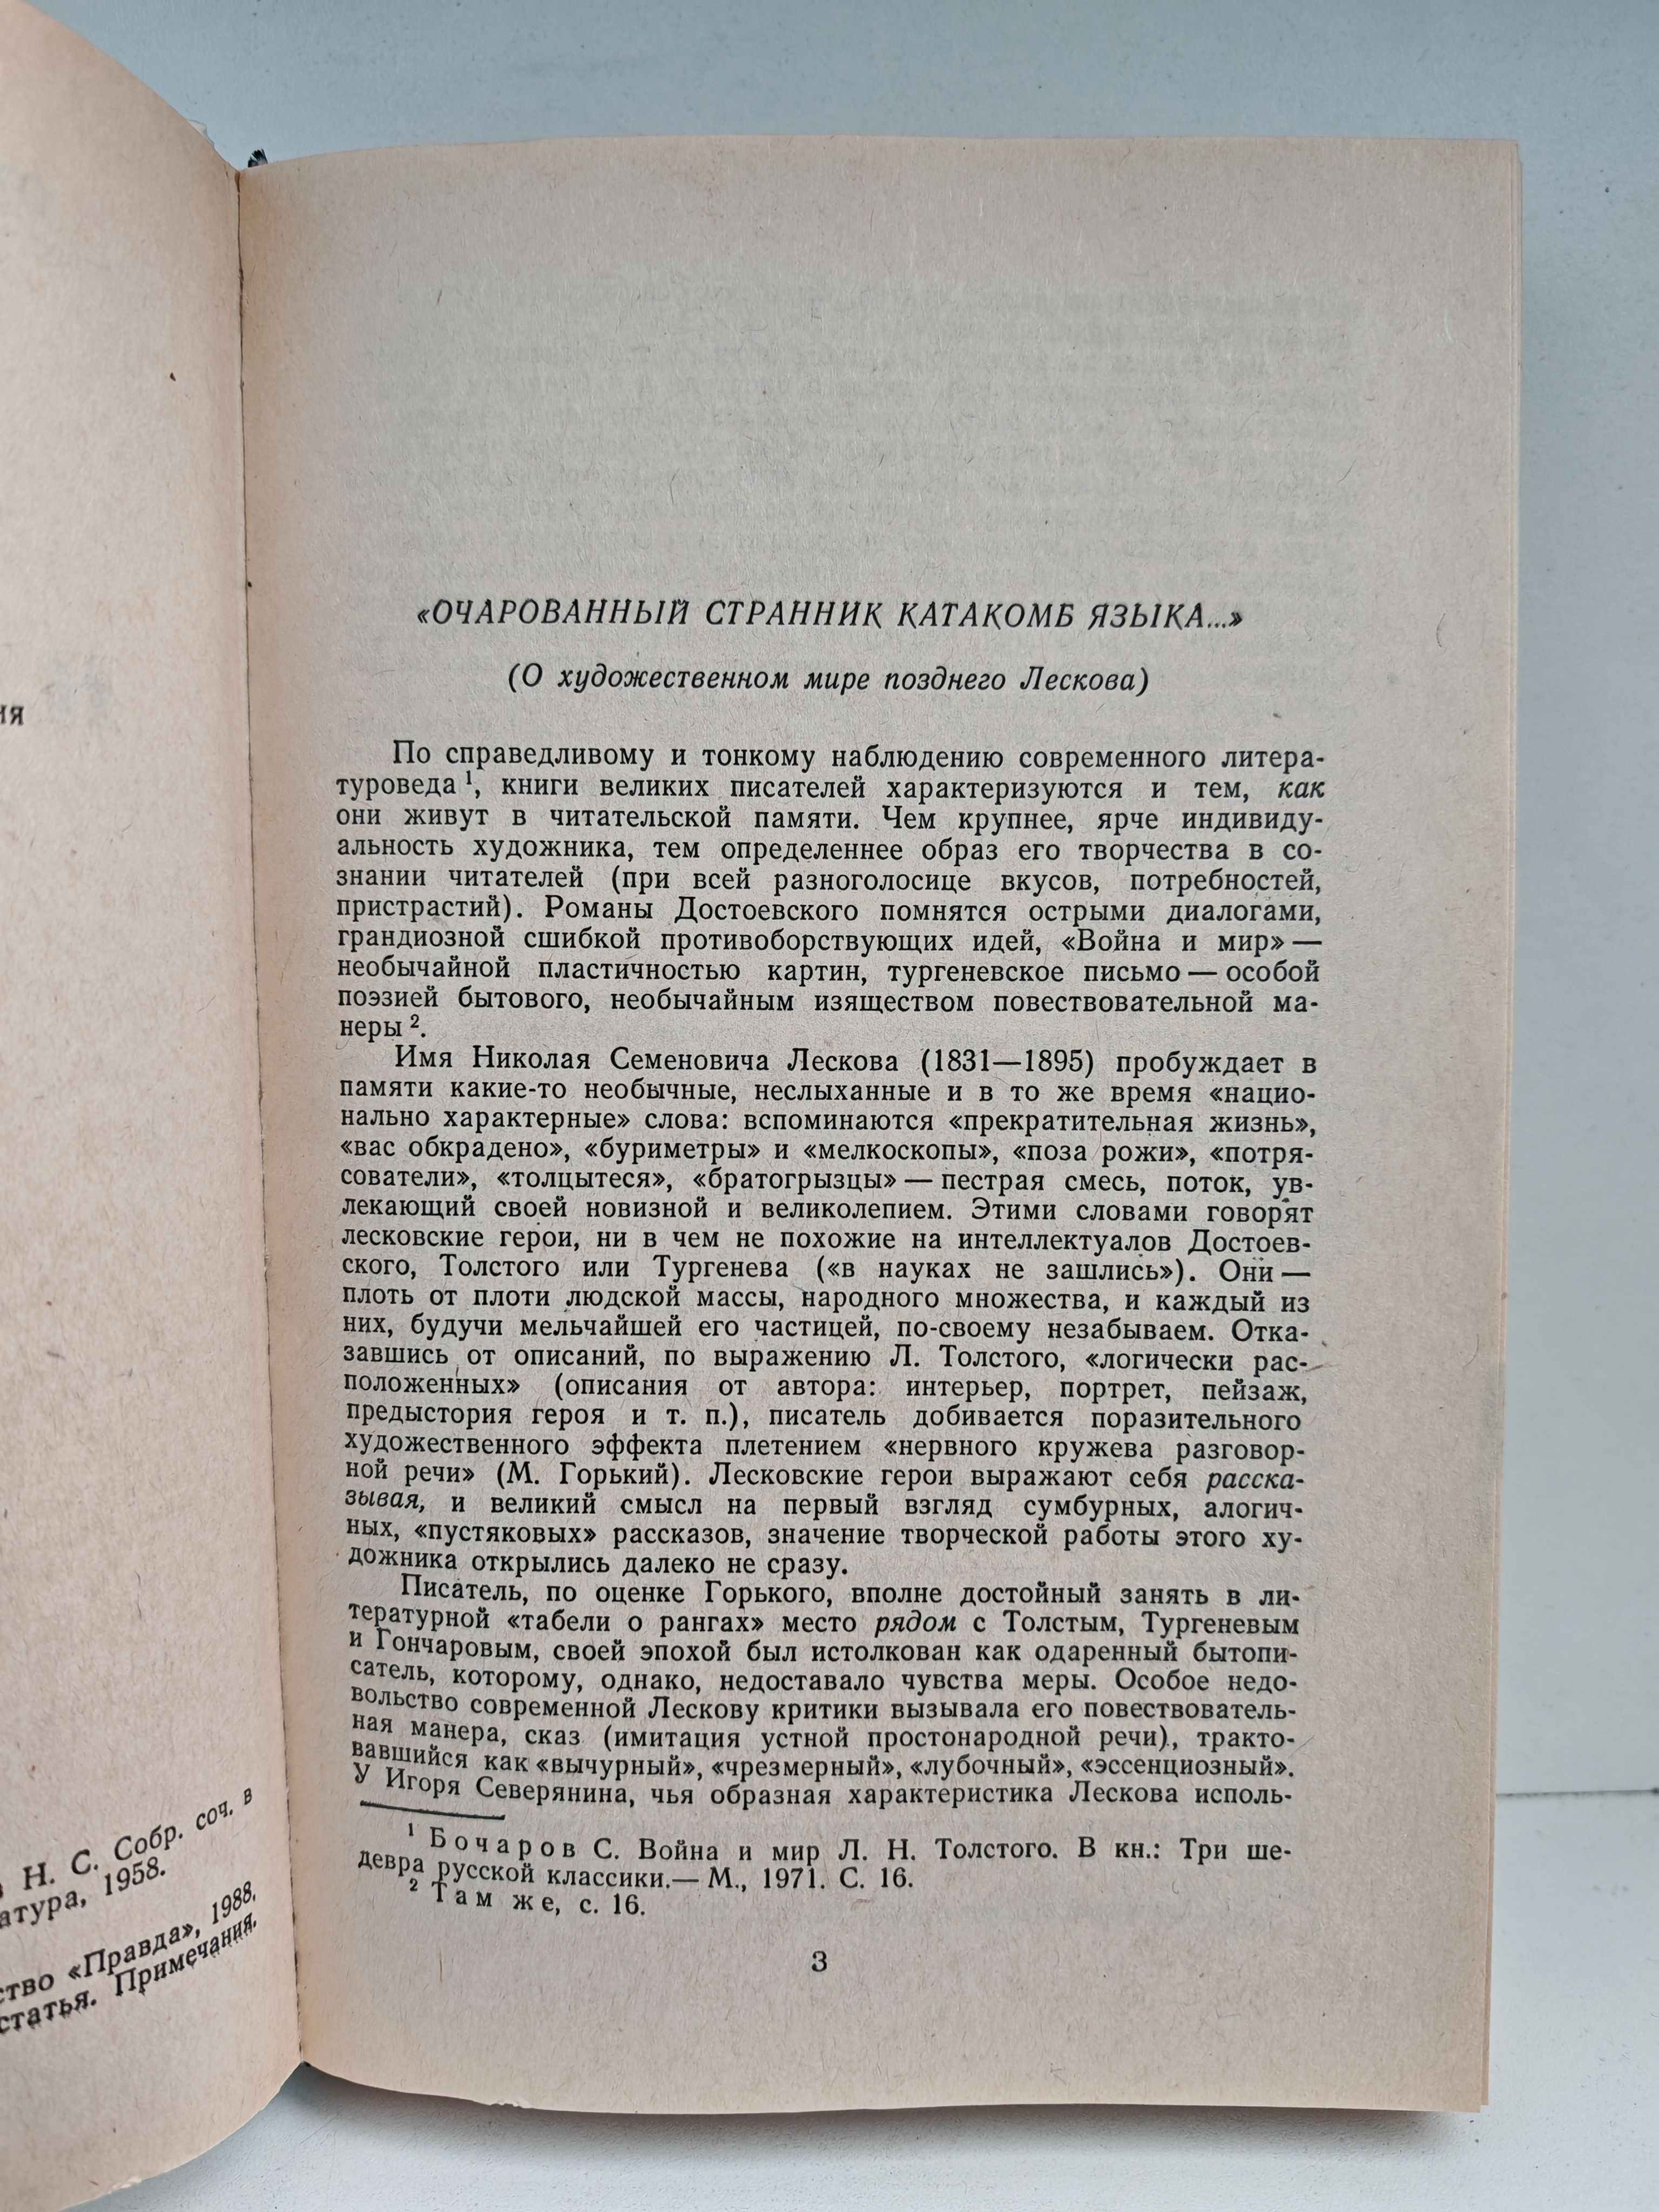 ия
Н. С. Собр. соч. в
атура, 1958.
ство «Правда», 1988.
статья. Примечания.
«ОЧАРОВАННЫЙ СТРАННИК КАТАКОМБ ЯЗЫКА...»
(О художественном мире позднего Лескова)
По справедливому и тонкому наблюдению современного литера-
туроведа ¹, книги великих писателей характеризуются и тем, как
они живут в читательской памяти. Чем крупнее, ярче индивиду-
альность художника, тем определеннее образ его творчества в со-
знании читателей (при всей разноголосице вкусов, потребностей,
пристрастий). Романы Достоевского помнятся острыми диалогами,
грандиозной сшибкой противоборствующих идей, «Война и мир» —
необычайной пластичностью картин, тургеневское письмо — особой
поэзией бытового, необычайным изяществом повествовательной ма-
неры ².
Имя Николая Семеновича Лескова (1831—1895) пробуждает в
памяти какие-то необычные, неслыханные и в то же время «нацио-
нально характерные» слова: вспоминаются «прекратительная жизнь»,
«вас обкрадено», «буриметры» и «мелкоскопы», «поза рожи», «потря-
сователи», «толцытеся», «братогрызцы» — пестрая смесь, поток, ув-
лекающий своей новизной и великолепием. Этими словами говорят
лесковские герои, ни в чем не похожие на интеллектуалов Достоев-
ского, Толстого или Тургенева («в науках не зашлись»). Они —
плоть от плоти людской массы, народного множества, и каждый из
них, будучи мельчайшей его частицей, по-своему незабываем. Отка-
завшись от описаний, по выражению Л. Толстого, «логически рас-
положенных» (описания от автора: интерьер, портрет, пейзаж,
предыстория героя и т. п.), писатель добивается поразительного
художественного эффекта плетением «нервного кружева разговор-
ной речи» (М. Горький). Лесковские герои выражают себя расска-
зывая, и великий смысл на первый взгляд сумбурных, алогич-
ных, «пустяковых» рассказов, значение творческой работы этого ху-
дожника открылись далеко не сразу.
Писатель, по оценке Горького, вполне достойный занять в ли-
тературной «табели о рангах» место рядом с Толстым, Тургеневым
и Гончаровым, своей эпохой был истолкован как одаренный бытопи-
сатель, которому, однако, недоставало чувства меры. Особое недо-
вольство современной Лескову критики вызывала его повествователь-
ная манера, сказ (имитация устной простонародной речи), тракто-
вавшийся как «вычурный», «чрезмерный», «лубочный», «эссенциозный».
У Игоря Северянина, чья образная характеристика Лескова исполь-
¹ Бочаров С. Война и мир Л. Н. Толстого. В кн.: Три ше-
девра русской классики.— М., 1971. С. 16.
² Там же, с. 16.
3